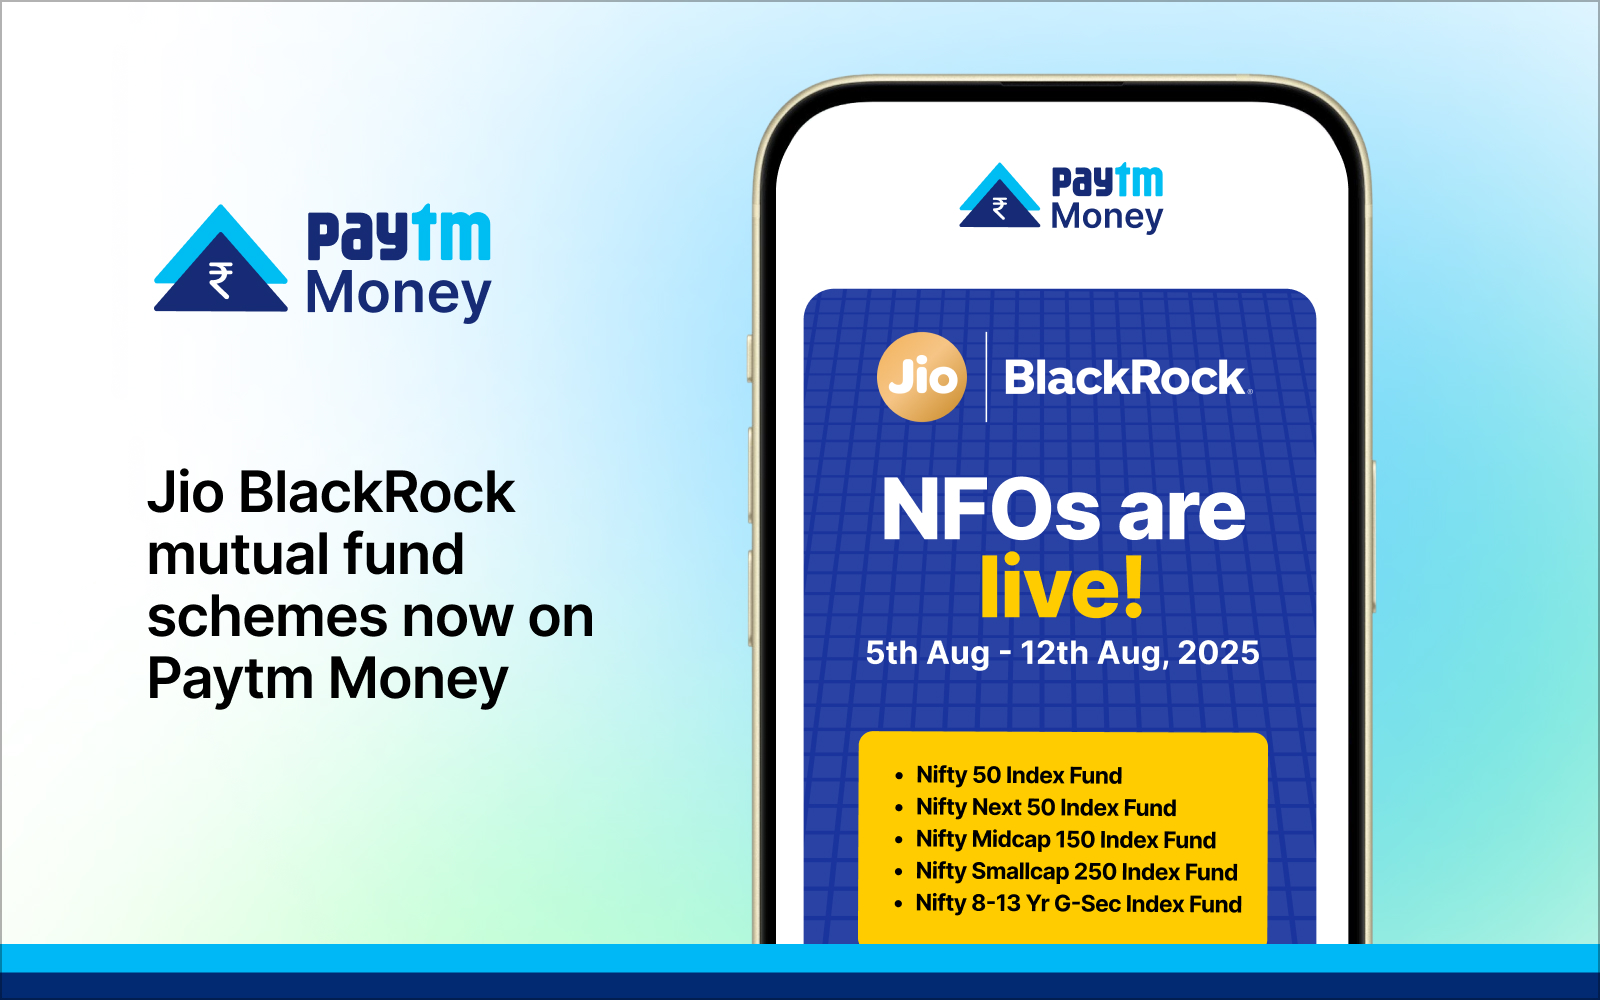 ₹
paytm
Money
Jio BlackRock
mutual fund
schemes now on
Paytm Money
₹
paytm
Money
Jio BlackRock®
NFOs are
live!
5th Aug - 12th Aug, 2025
• Nifty 50 Index Fund
• Nifty Next 50 Index Fund
• Nifty Midcap 150 Index Fund
• Nifty Smallcap 250 Index Fund
• Nifty 8-13 Yr G-Sec Index Fund